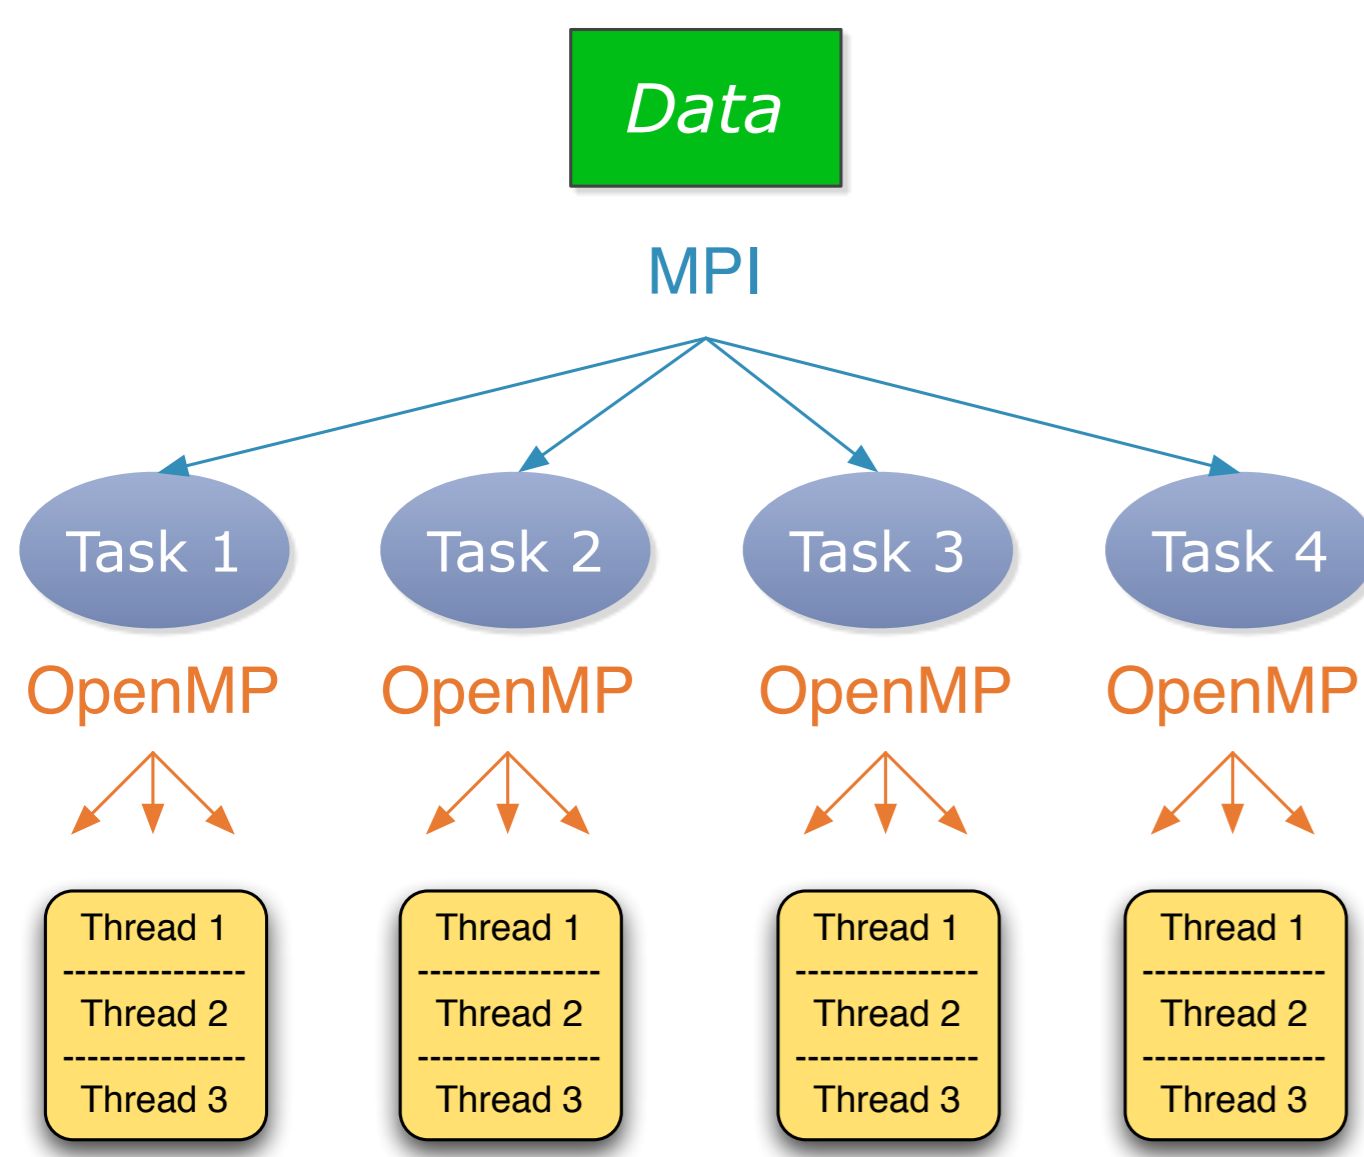 Data
MPI
Task 1 Task 2 Task 3 Task 4
OpenMP OpenMP OpenMP OpenMP
Thread 1 Thread 1 Thread 1 Thread 1
--------------- --------------- --------------- ---------------
Thread 2 Thread 2 Thread 2 Thread 2
--------------- --------------- --------------- ---------------
Thread 3 Thread 3 Thread 3 Thread 3